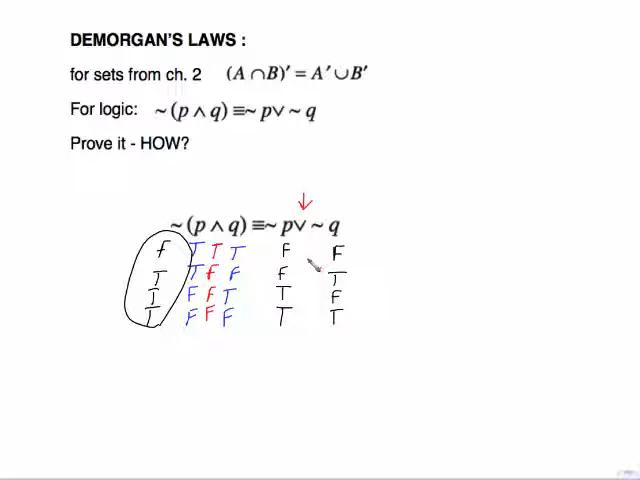 DEMORGAN'S LAWS :
for sets from ch. 2 (A ∩ B)′ = A′ ∪ B′
For logic: ~ (p ∧ q) ≡~ p∨ ~ q
Prove it - HOW?
↓
~ (p ∧ q) ≡~ p∨ ~ q
F T T T F F
T T F F F T
T F F T T F
T F F F T T